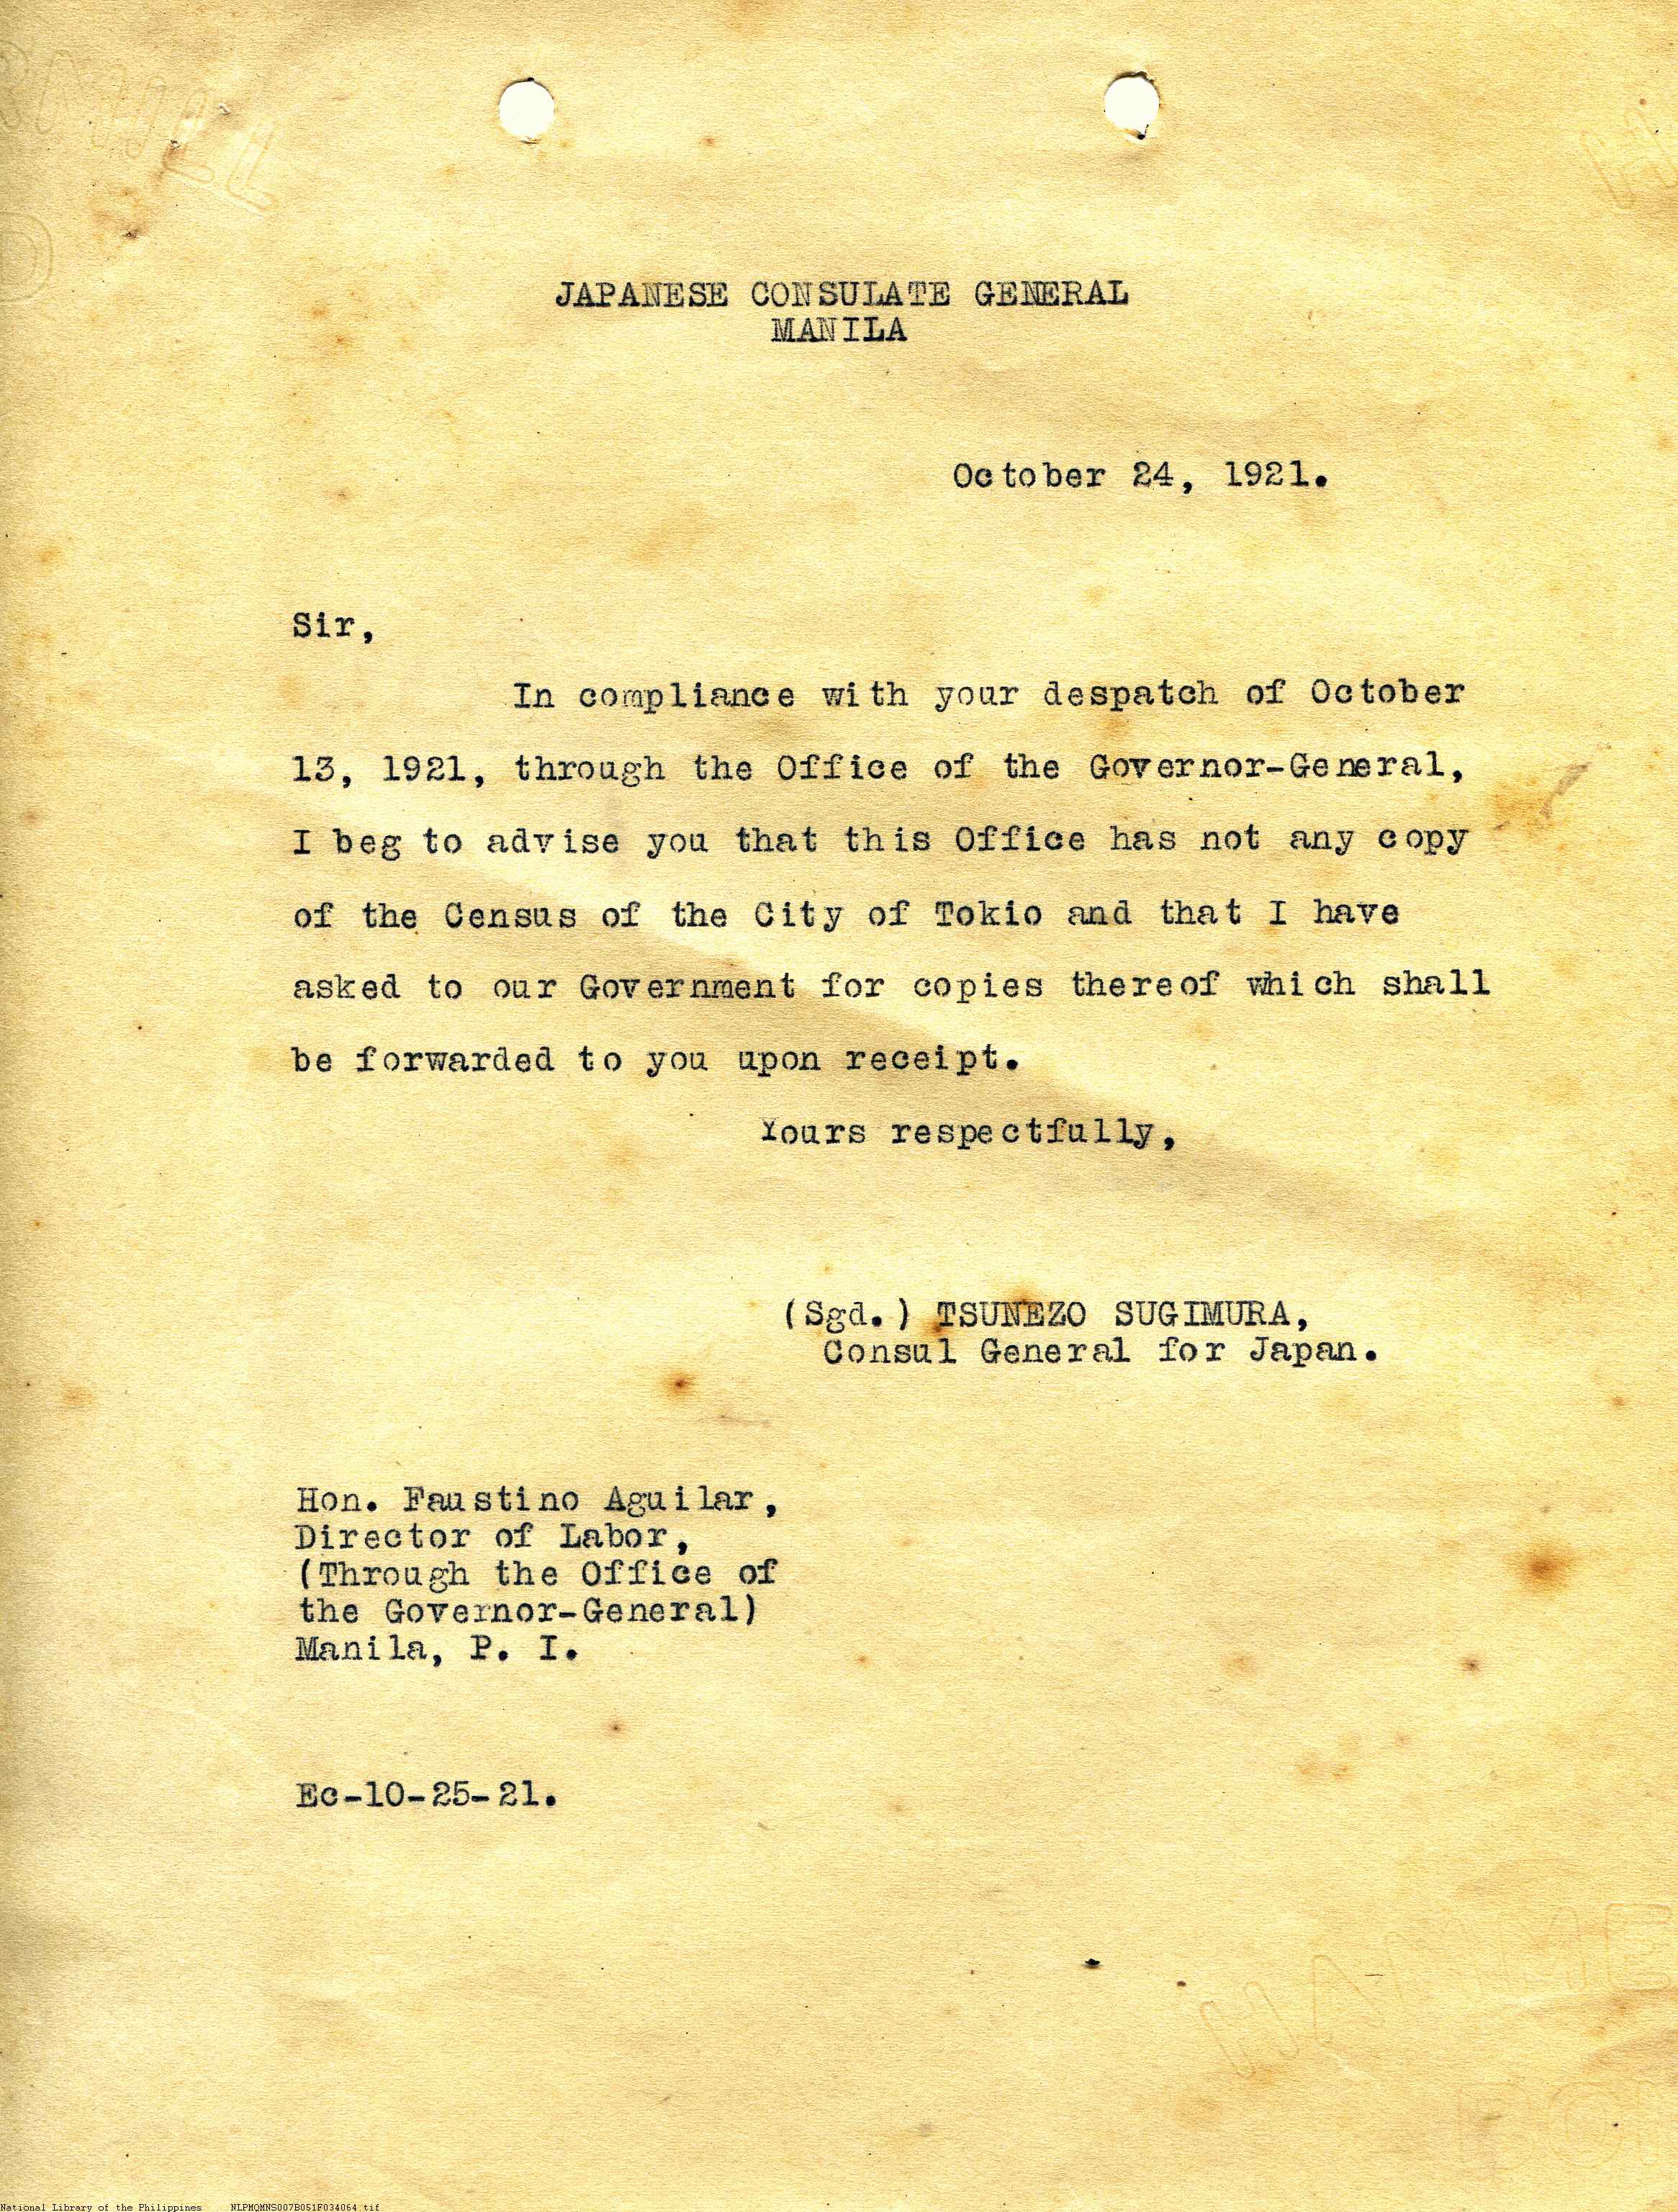 JAPANESE CONSULATE GENERAL
MANILA
October 24, 1921.
Sir,
In compliance with your despatch of October
13, 1921, through the Office of the Governor-General,
I beg to advise you that this Office has not any copy
of the Census of the City of Tokio and that I have
asked to our Government for copies thereof which shall
be forwarded to you upon receipt.
Yours respectfully,
(Sgd.) TSUNEZO SUGIMURA,
Consul General for Japan.
Hon. Faustino Aguilar,
Director of Labor,
(Through the Office of
the Governor-General)
Manila, P. I.
Ec-10-25-21.
National Library of the Philippines NLPMQMNS007B051F034064.tif